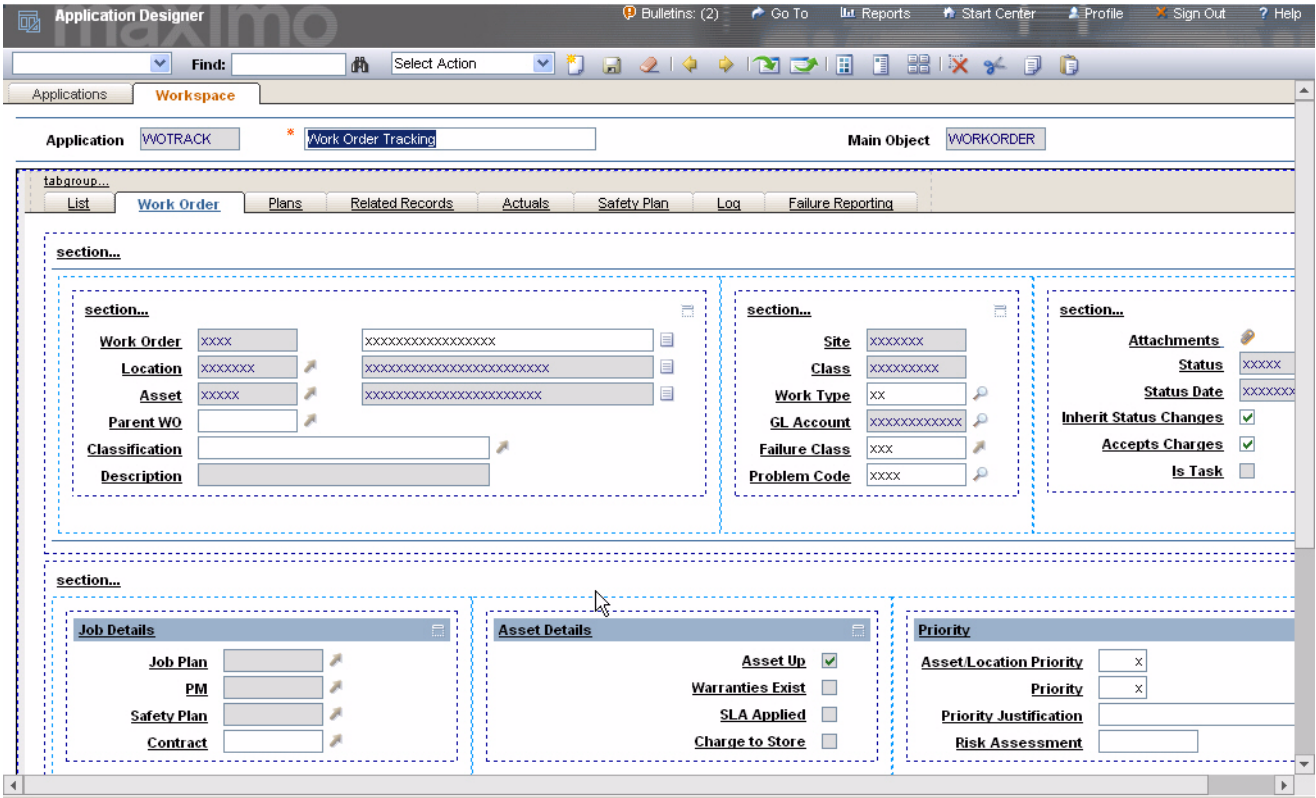 Application Designer
maximo
Bulletins: (2) Go To Reports Start Center Profile Sign Out ? Help
Find: Select Action
Applications Workspace
Application WOTRACK * Work Order Tracking Main Object WORKORDER
tabgroup...
List Work Order Plans Related Records Actuals Safety Plan Log Failure Reporting
section...
section... section... section...
Work Order xxxx xxxxxxxxxxxxxxxxx Site xxxxxxx Attachments
Location xxxxxxx xxxxxxxxxxxxxxxxxxxxxxxx Class xxxxxxxxx Status xxxxx
Asset xxxxx xxxxxxxxxxxxxxxxxxxxxxx Work Type xx Status Date xxxxxxx
Parent WO GL Account xxxxxxxxxxxx Inherit Status Changes
Classification Failure Class xxx Accepts Charges
Description Problem Code xxxx Is Task
section...
Job Details Asset Details Priority
Job Plan Asset Up Asset/Location Priority x
PM Warranties Exist Priority x
Safety Plan SLA Applied Priority Justification
Contract Charge to Store Risk Assessment